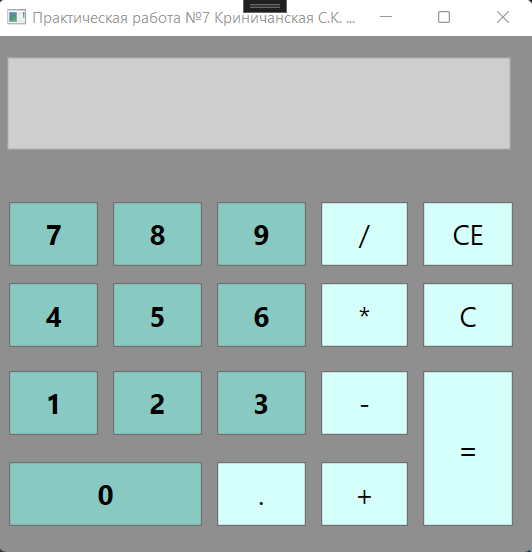 Практическая работа №7 Криничанская С.К. ...
7 8 9 / CE
4 5 6 * C
1 2 3 - =
0 . +